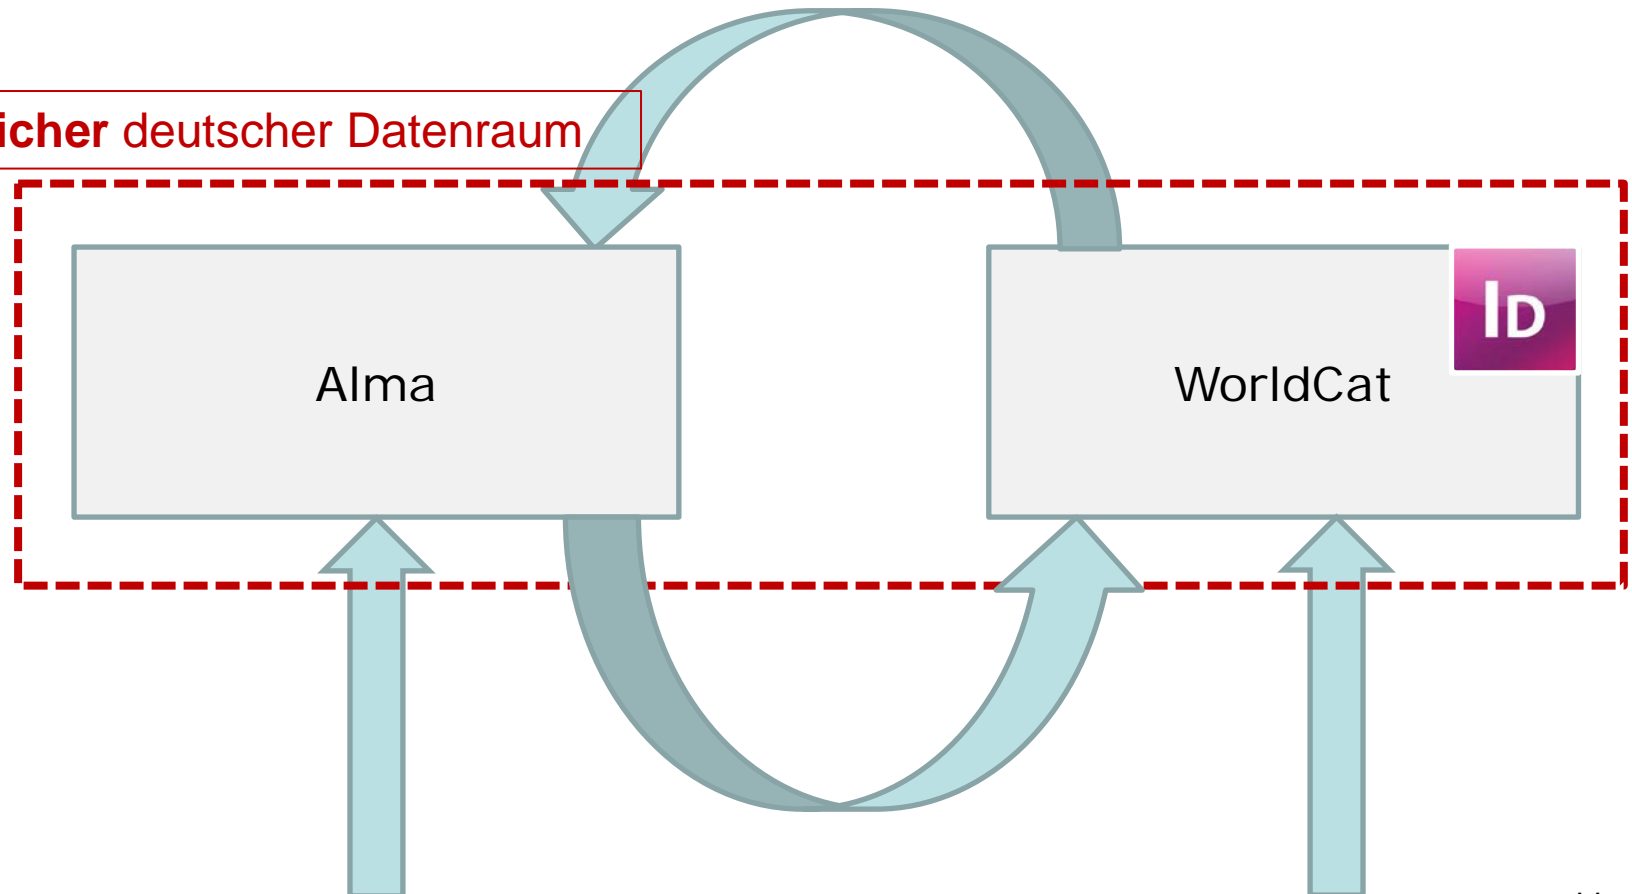 icher deutscher Datenraum
Alma
WorldCat
ID